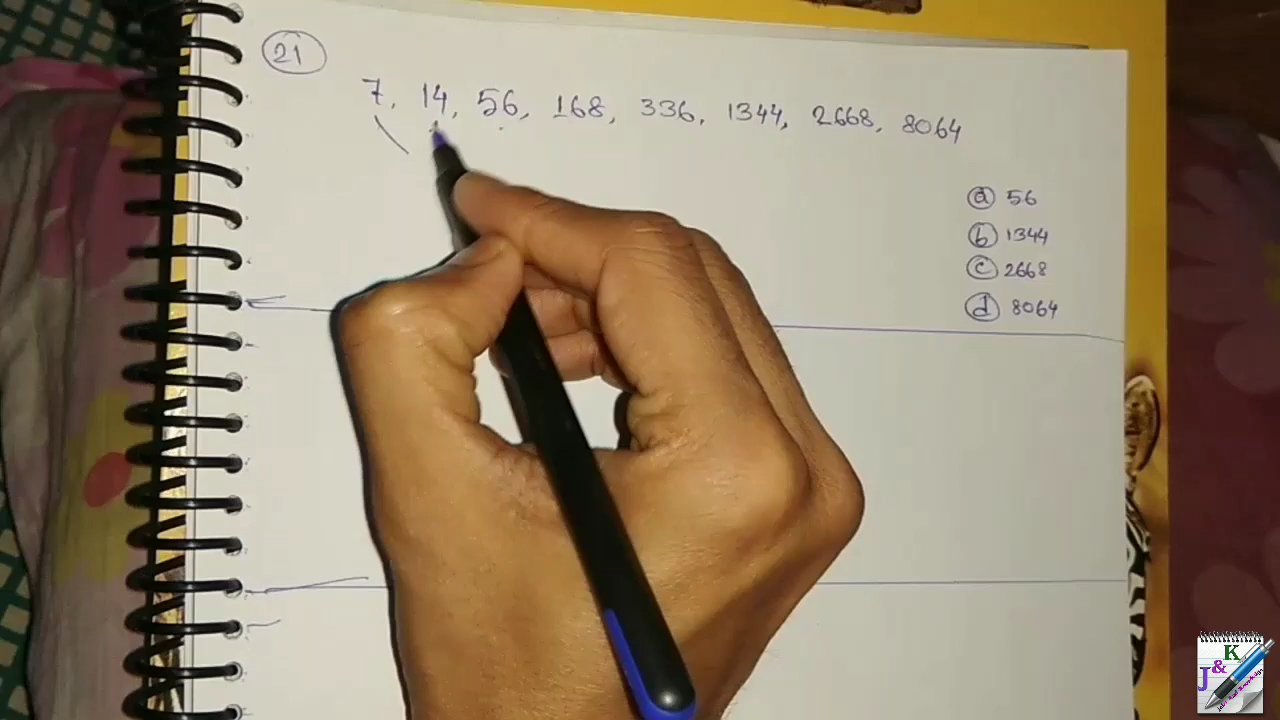 21
7, 14, 56, 168, 336, 1344, 2668, 8064
a 56
b 1344
c 2668
d 8064
J&K